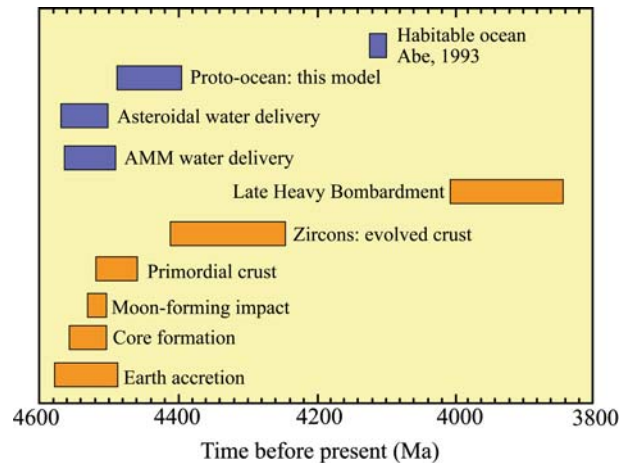 Habitable ocean
Abe, 1993
Proto-ocean: this model
Asteroidal water delivery
AMM water delivery
Late Heavy Bombardment
Zircons: evolved crust
Primordial crust
Moon-forming impact
Core formation
Earth accretion
4600 4400 4200 4000 3800
Time before present (Ma)